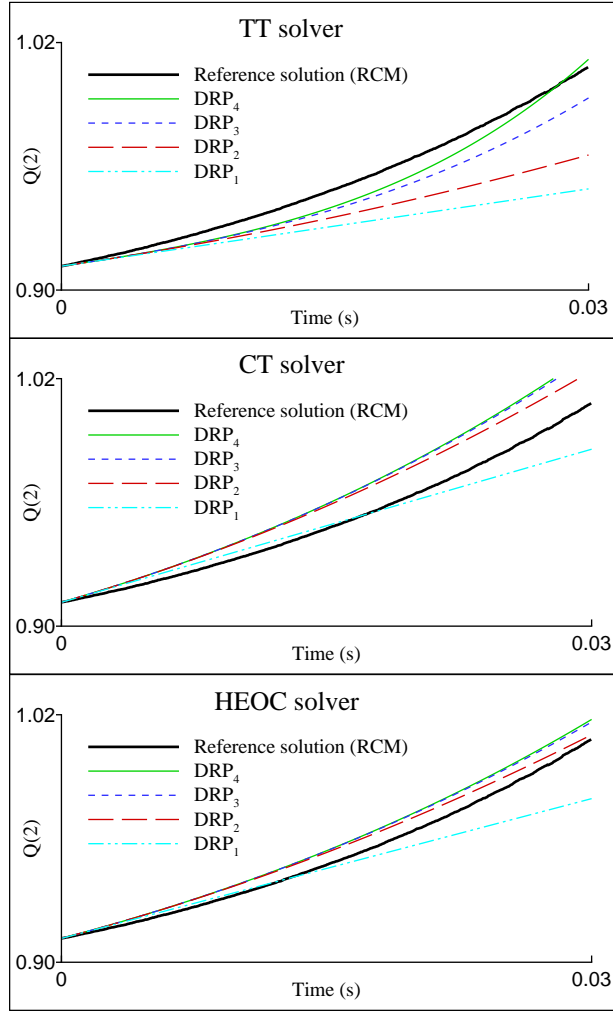 TT solver
1.02
Reference solution (RCM)
DRP4
DRP3
DRP2
DRP1
Q(2)
0.90
0
Time (s)
0.03
CT solver
1.02
Reference solution (RCM)
DRP4
DRP3
DRP2
DRP1
Q(2)
0.90
0
Time (s)
0.03
HEOC solver
1.02
Reference solution (RCM)
DRP4
DRP3
DRP2
DRP1
Q(2)
0.90
0
Time (s)
0.03